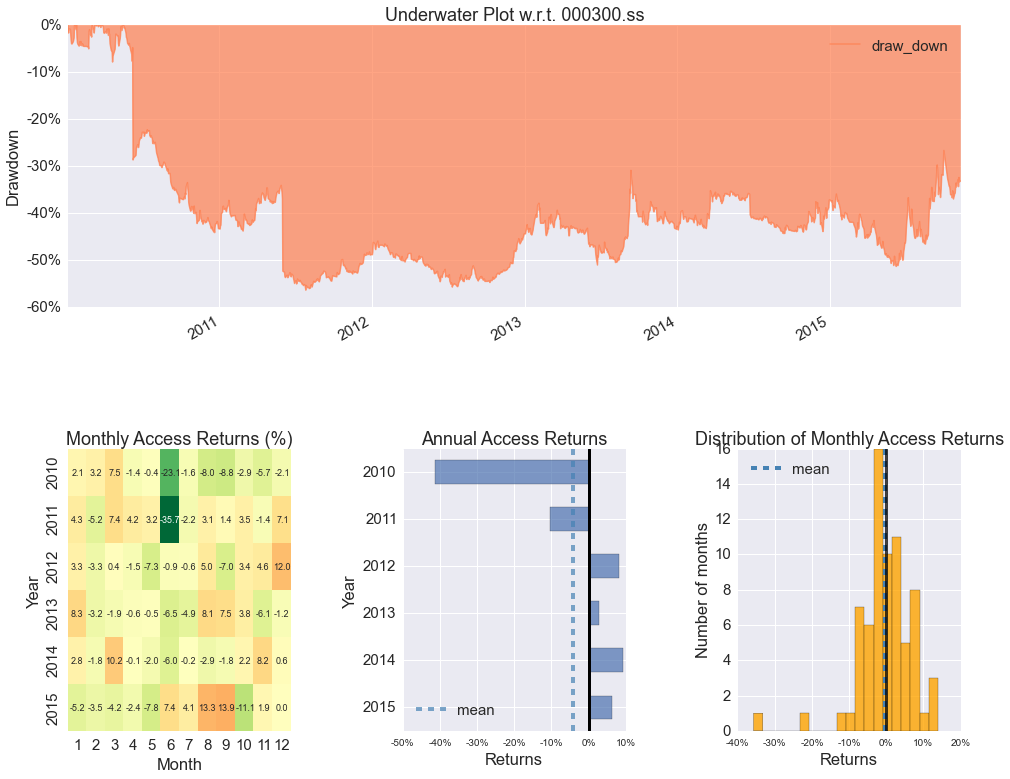 Underwater Plot w.r.t. 000300.ss
0%
-10%
-20%
-30%
-40%
-50%
-60%
Drawdown
draw_down
2011 2012 2013 2014 2015
Monthly Access Returns (%)
Year
2010 2.1 3.2 7.5 -1.4 -0.4 -23.1 -1.6 -8.0 -8.8 -2.9 -5.7 -2.1
2011 4.3 -5.2 7.4 4.2 3.2 -35.7 -2.2 3.1 1.4 3.5 -1.4 7.1
2012 3.3 -3.3 0.4 -1.5 -7.3 -0.9 -0.6 5.0 -7.0 3.4 4.6 12.0
2013 8.3 -3.2 -1.9 -0.6 -0.5 -6.5 -4.9 8.1 7.5 3.8 -6.1 -1.2
2014 2.8 -1.8 10.2 -0.1 -2.0 -6.0 -0.2 -2.9 -1.8 2.2 8.2 0.6
2015 -5.2 -3.5 -4.2 -2.4 -7.8 7.4 4.1 13.3 13.9 -11.1 1.9 0.0
1 2 3 4 5 6 7 8 9 10 11 12
Month
Annual Access Returns
Year
2010
2011
2012
2013
2014
2015
mean
-50% -40% -30% -20% -10% 0% 10%
Returns
Distribution of Monthly Access Returns
Number of months
16
14
12
10
8
6
4
2
0
mean
-40% -30% -20% -10% 0% 10% 20%
Returns